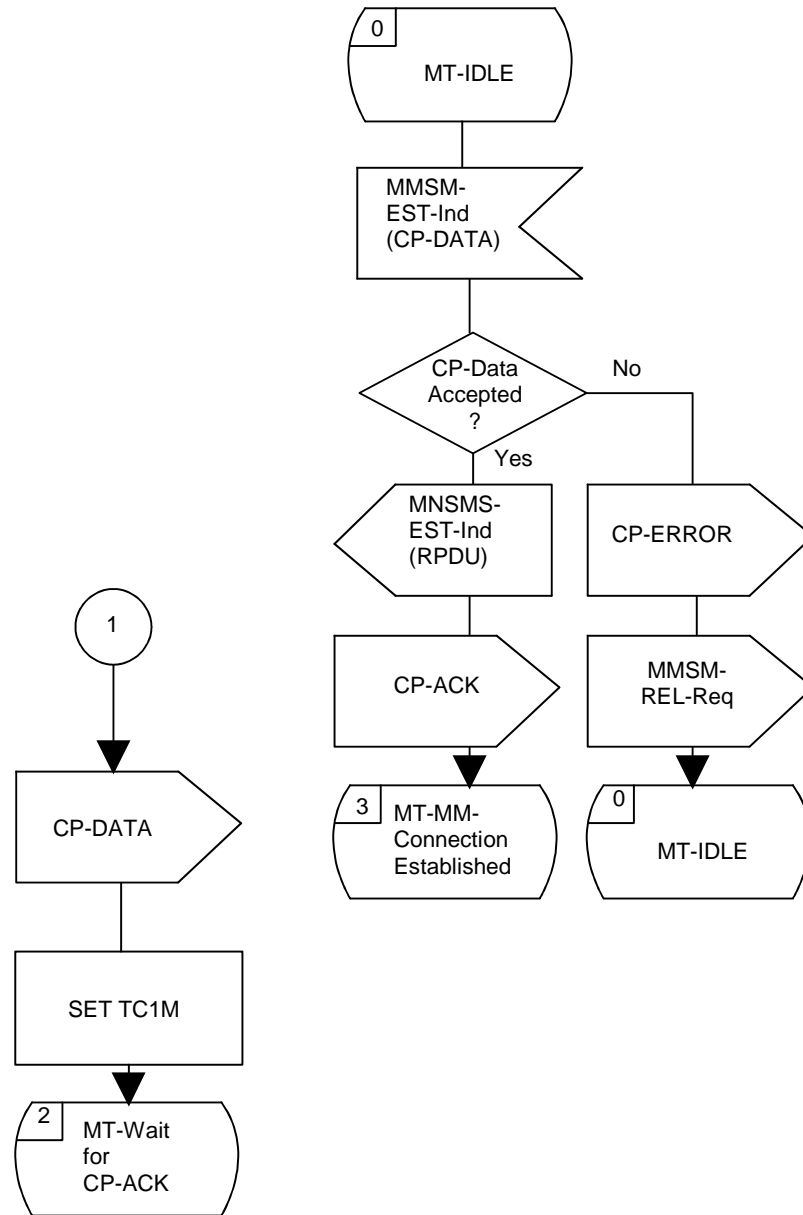 0
MT-IDLE
MMSM-
EST-Ind
(CP-DATA)
CP-Data
Accepted
?
No
Yes
MNSMS-
EST-Ind
(RPDU)
CP-ERROR
CP-ACK
MMSM-
REL-Req
3
MT-MM-
Connection
Established
0
MT-IDLE
1
CP-DATA
SET TC1M
2
MT-Wait
for
CP-ACK